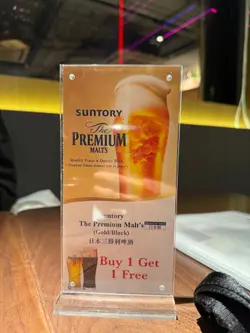 SUNTORY
The
PREMIUM
MALT'S
Suntory
The Premium Malt's
(Gold/Black)
日本三勝利啤酒
Buy 1 Get
1 Free